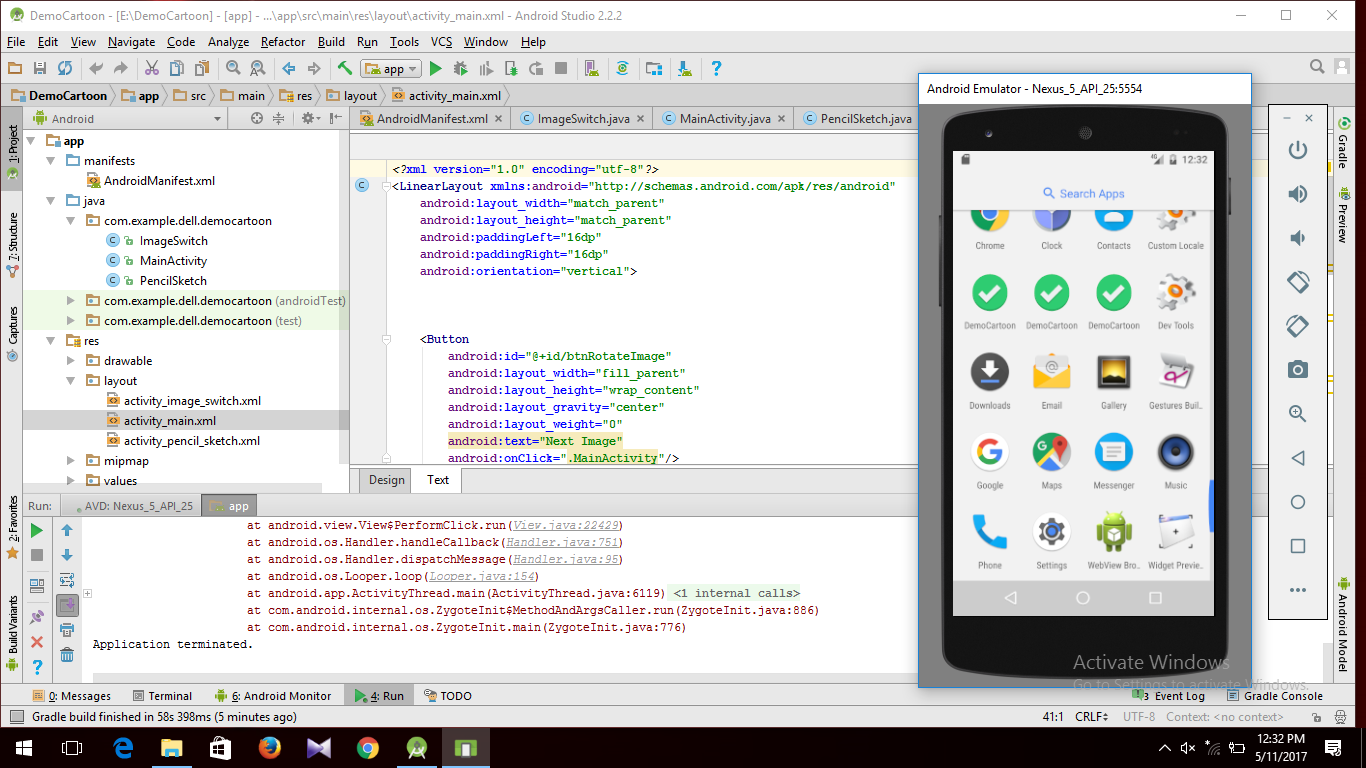 DemoCartoon - [E:\DemoCartoon] - [app] - ...\app\src\main\res\layout\activity_main.xml - Android Studio 2.2.2
File Edit View Navigate Code Analyze Refactor Build Run Tools VCS Window Help
app
DemoCartoon app src main res layout activity_main.xml
Android
AndroidManifest.xml ImageSwitch.java MainActivity.java PencilSketch.java
1: Project
7: Structure
Captures
2: Favorites
Build Variants
app
manifests
AndroidManifest.xml
java
com.example.dell.democartoon
ImageSwitch
MainActivity
PencilSketch
com.example.dell.democartoon (androidTest)
com.example.dell.democartoon (test)
res
drawable
layout
activity_image_switch.xml
activity_main.xml
activity_pencil_sketch.xml
mipmap
values
<?xml version="1.0" encoding="utf-8"?>
<LinearLayout xmlns:android="http://schemas.android.com/apk/res/android"
android:layout_width="match_parent"
android:layout_height="match_parent"
android:paddingLeft="16dp"
android:paddingRight="16dp"
android:orientation="vertical">
<Button
android:id="@+id/btnRotateImage"
android:layout_width="fill_parent"
android:layout_height="wrap_content"
android:layout_gravity="center"
android:layout_weight="0"
android:text="Next Image"
android:onClick=".MainActivity"/>
Design Text
Android Emulator - Nexus_5_API_25:5554
4G 12:32
Search Apps
Chrome Clock Contacts Custom Locale
DemoCartoon DemoCartoon DemoCartoon Dev Tools
Downloads Email Gallery Gestures Buil..
Google Maps Messenger Music
Phone Settings WebView Bro.. Widget Previe..
Gradle
Preview
Android Model
Run: AVD: Nexus_5_API_25 app
at android.view.View$PerformClick.run(View.java:22429)
at android.os.Handler.handleCallback(Handler.java:751)
at android.os.Handler.dispatchMessage(Handler.java:95)
at android.os.Looper.loop(Looper.java:154)
at android.app.ActivityThread.main(ActivityThread.java:6119) <1 internal calls>
at com.android.internal.os.ZygoteInit$MethodAndArgsCaller.run(ZygoteInit.java:886)
at com.android.internal.os.ZygoteInit.main(ZygoteInit.java:776)
Application terminated.
Activate Windows
Go to Settings to activate Windows.
0: Messages Terminal 6: Android Monitor 4: Run TODO 3 Event Log Gradle Console
Gradle build finished in 58s 398ms (5 minutes ago) 41:1 CRLF UTF-8 Context: <no context>
12:32 PM
5/11/2017